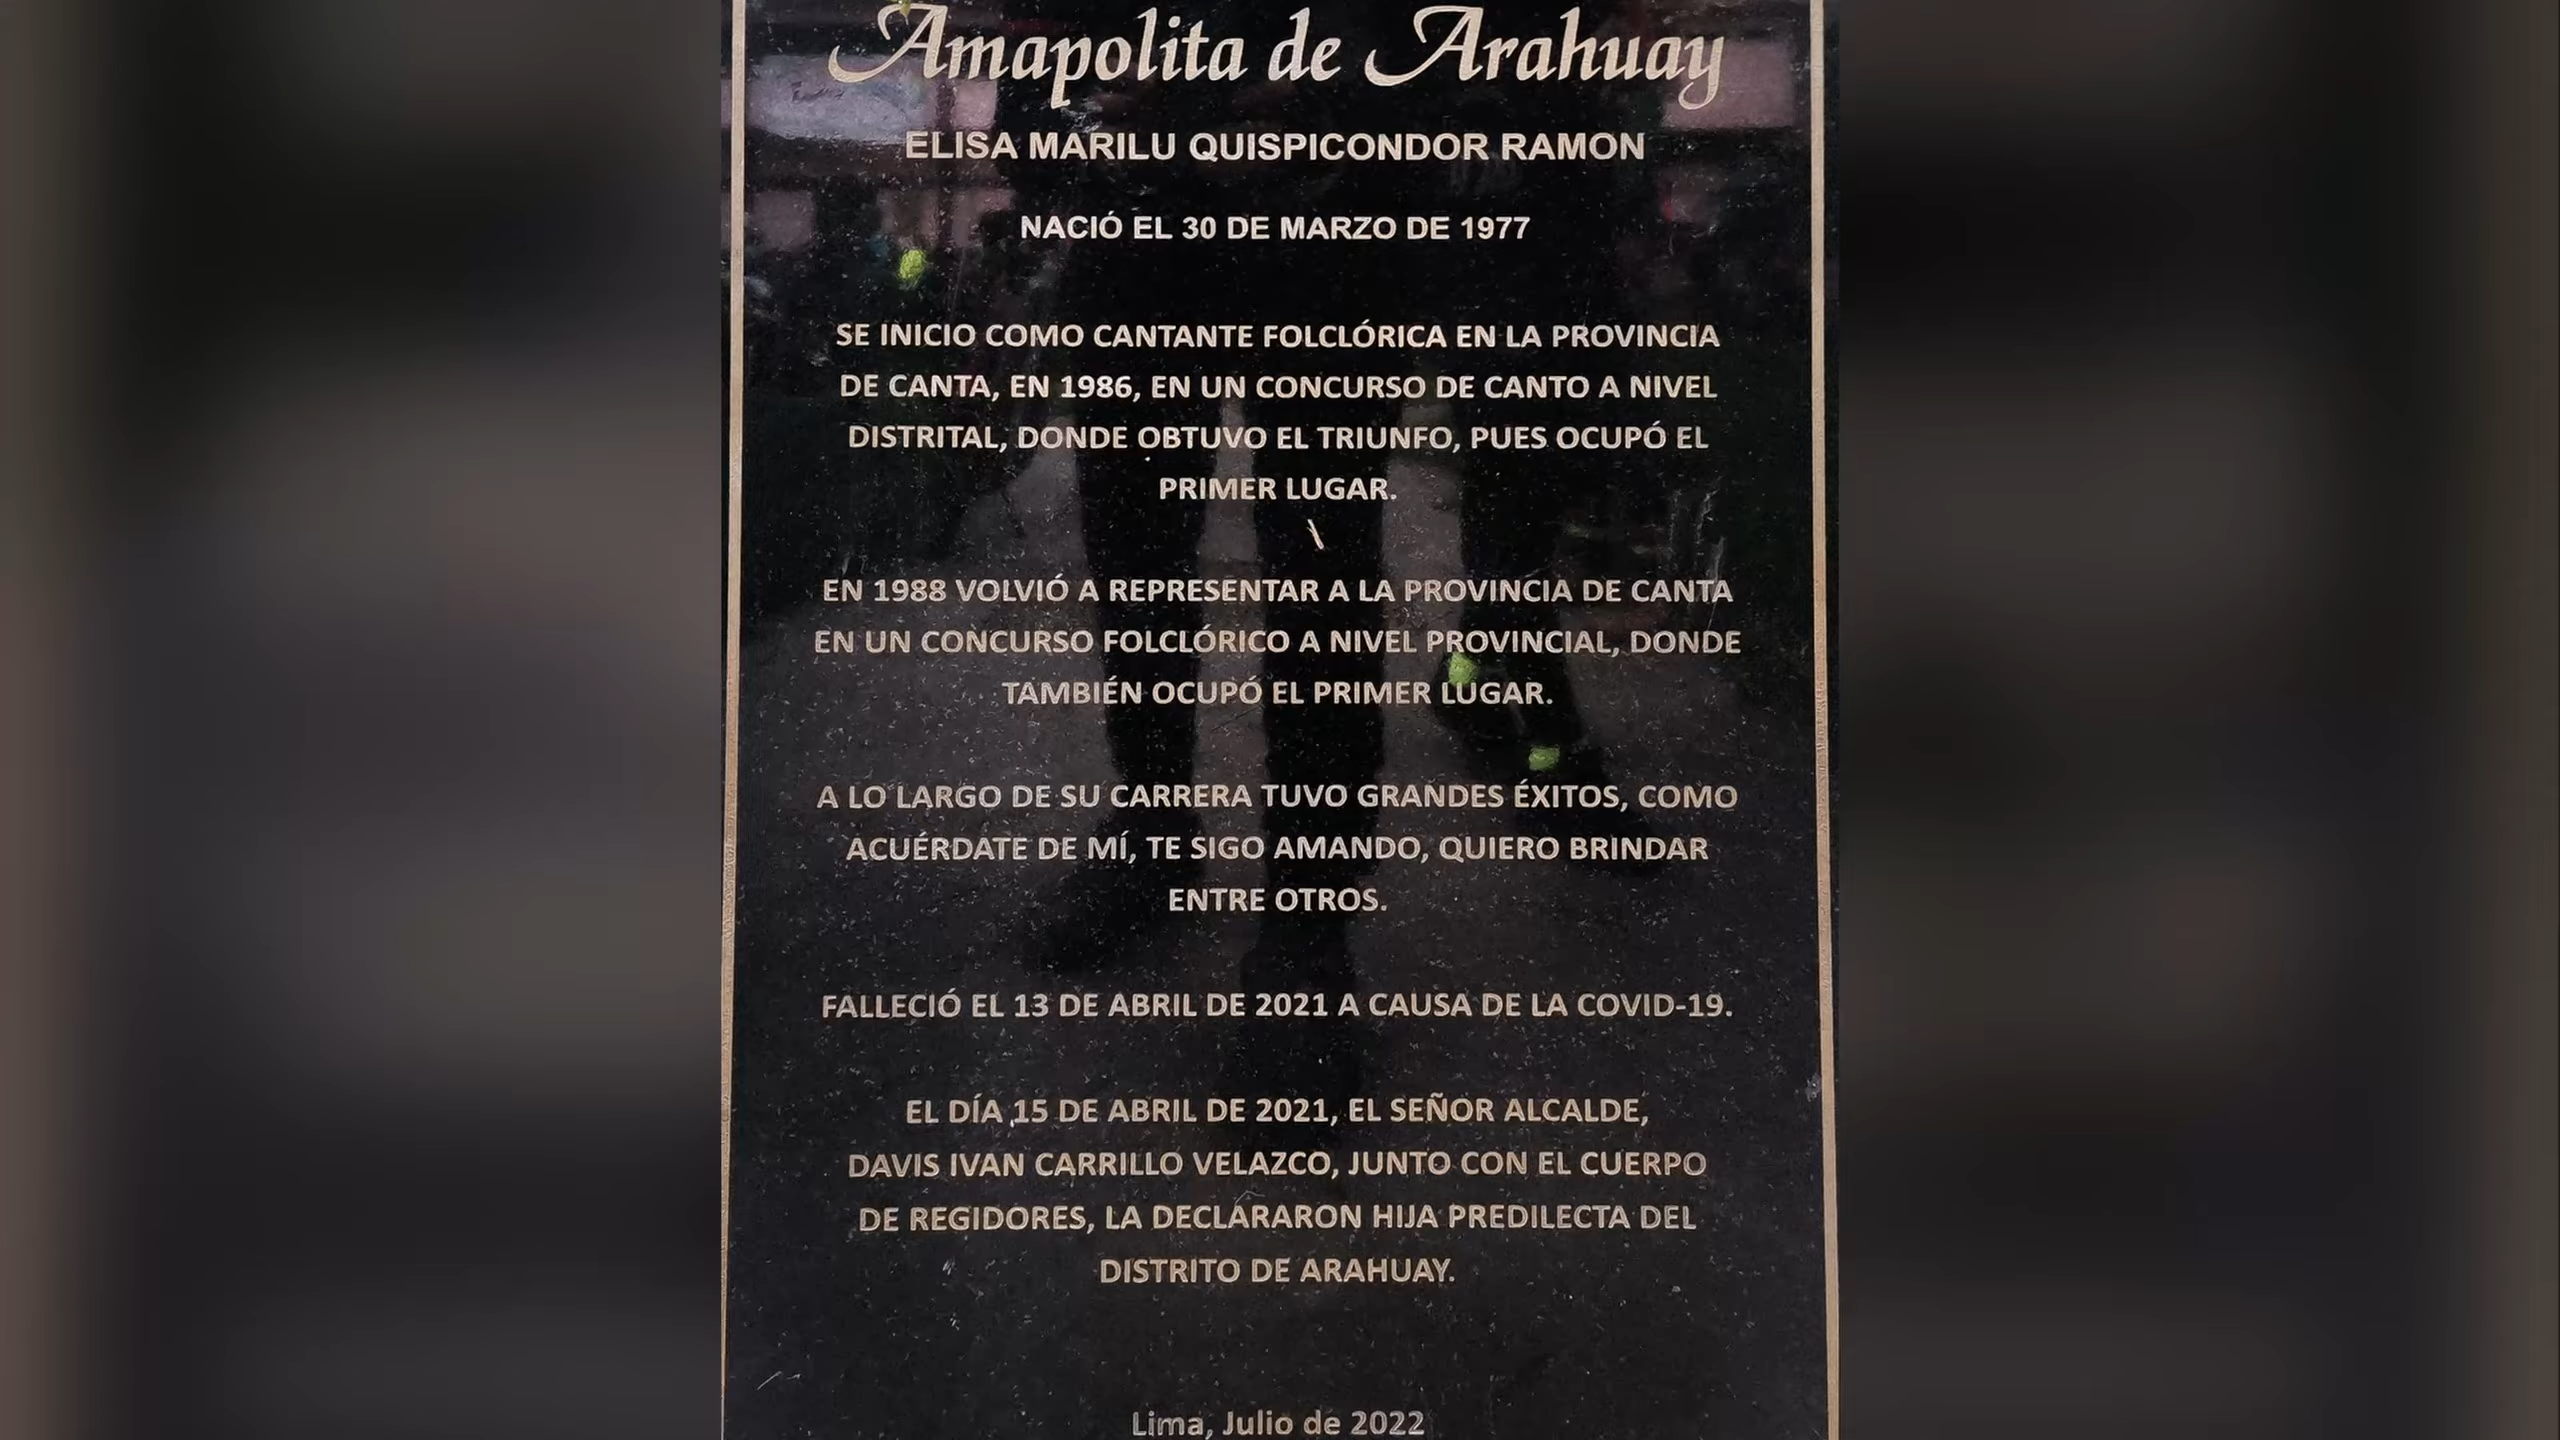 Amapolita de Arahuay
ELISA MARILU QUISPICONDOR RAMON
NACIÓ EL 30 DE MARZO DE 1977
SE INICIO COMO CANTANTE FOLCLÓRICA EN LA PROVINCIA
DE CANTA, EN 1986, EN UN CONCURSO DE CANTO A NIVEL
DISTRITAL, DONDE OBTUVO EL TRIUNFO, PUES OCUPÓ EL
PRIMER LUGAR.
EN 1988 VOLVIÓ A REPRESENTAR A LA PROVINCIA DE CANTA
EN UN CONCURSO FOLCLÓRICO A NIVEL PROVINCIAL, DONDE
TAMBIÉN OCUPÓ EL PRIMER LUGAR.
A LO LARGO DE SU CARRERA TUVO GRANDES ÉXITOS, COMO
ACUÉRDATE DE MÍ, TE SIGO AMANDO, QUIERO BRINDAR
ENTRE OTROS.
FALLECIÓ EL 13 DE ABRIL DE 2021 A CAUSA DE LA COVID-19.
EL DÍA 15 DE ABRIL DE 2021, EL SEÑOR ALCALDE,
DAVIS IVAN CARRILLO VELAZCO, JUNTO CON EL CUERPO
DE REGIDORES, LA DECLARARON HIJA PREDILECTA DEL
DISTRITO DE ARAHUAY.
Lima, Julio de 2022